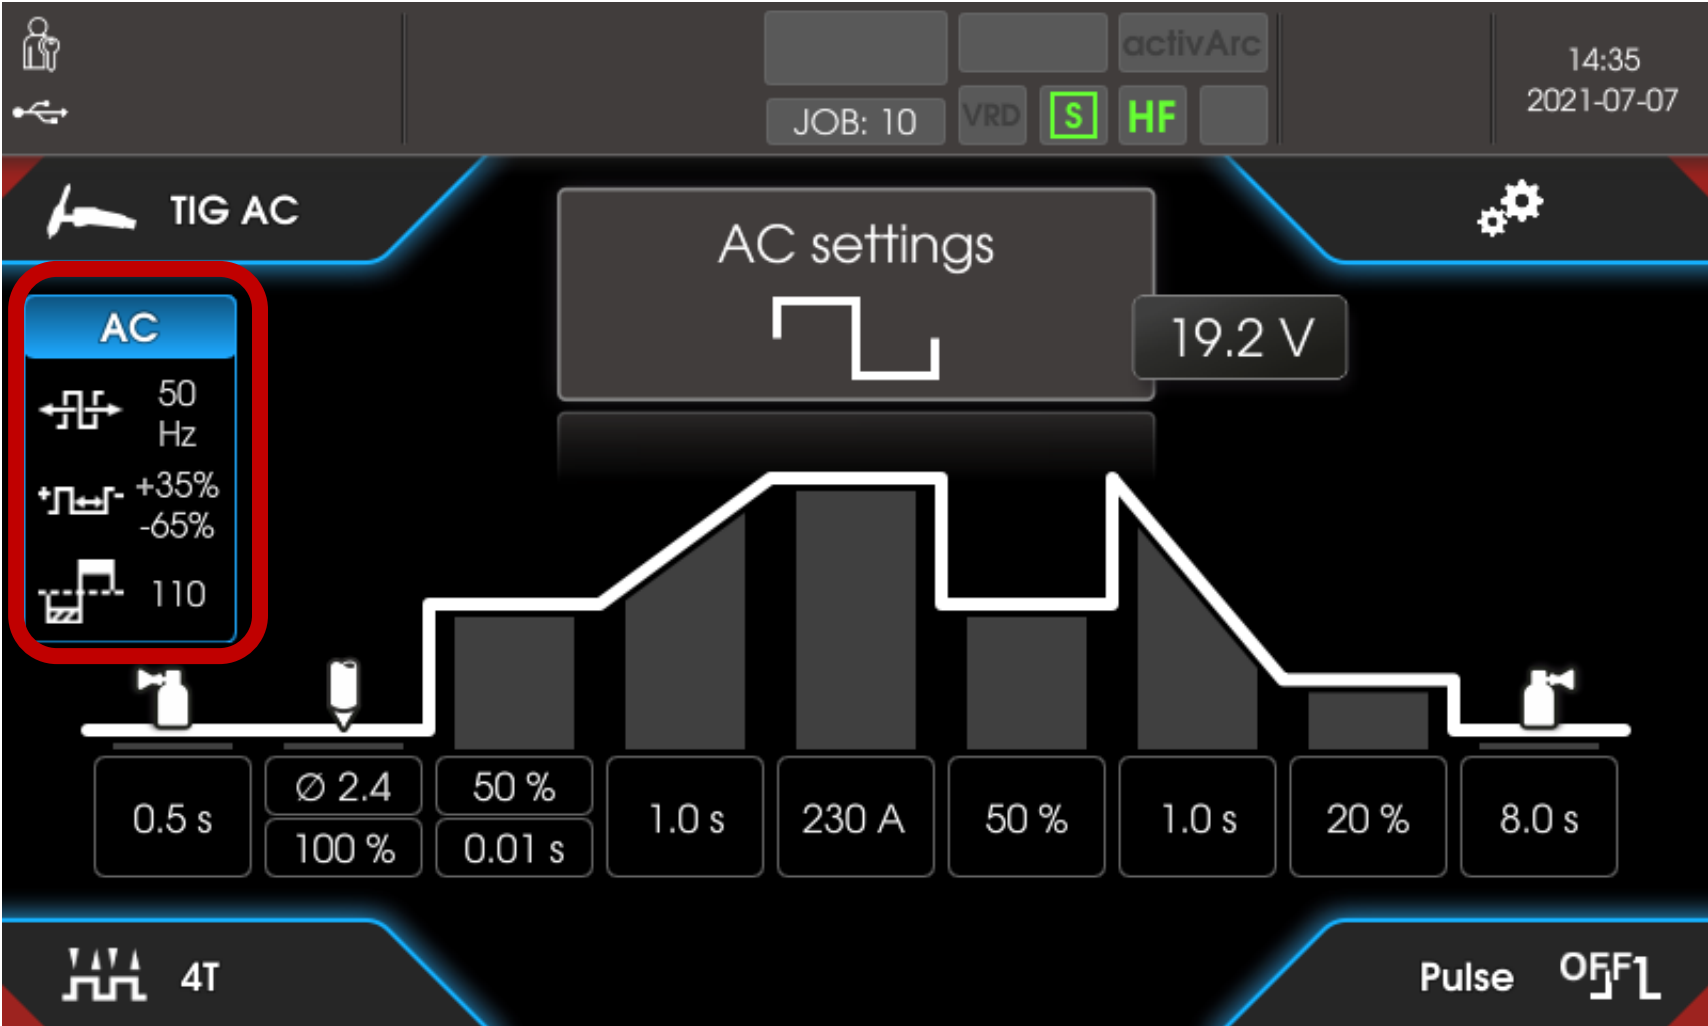 activArc
14:35
2021-07-07
JOB: 10
VRD
S
HF
TIG AC
AC settings
19.2 V
AC
50
Hz
+35%
-65%
110
0.5 s
Ø 2.4
100 %
50 %
0.01 s
1.0 s
230 A
50 %
1.0 s
20 %
8.0 s
4T
Pulse
OFF